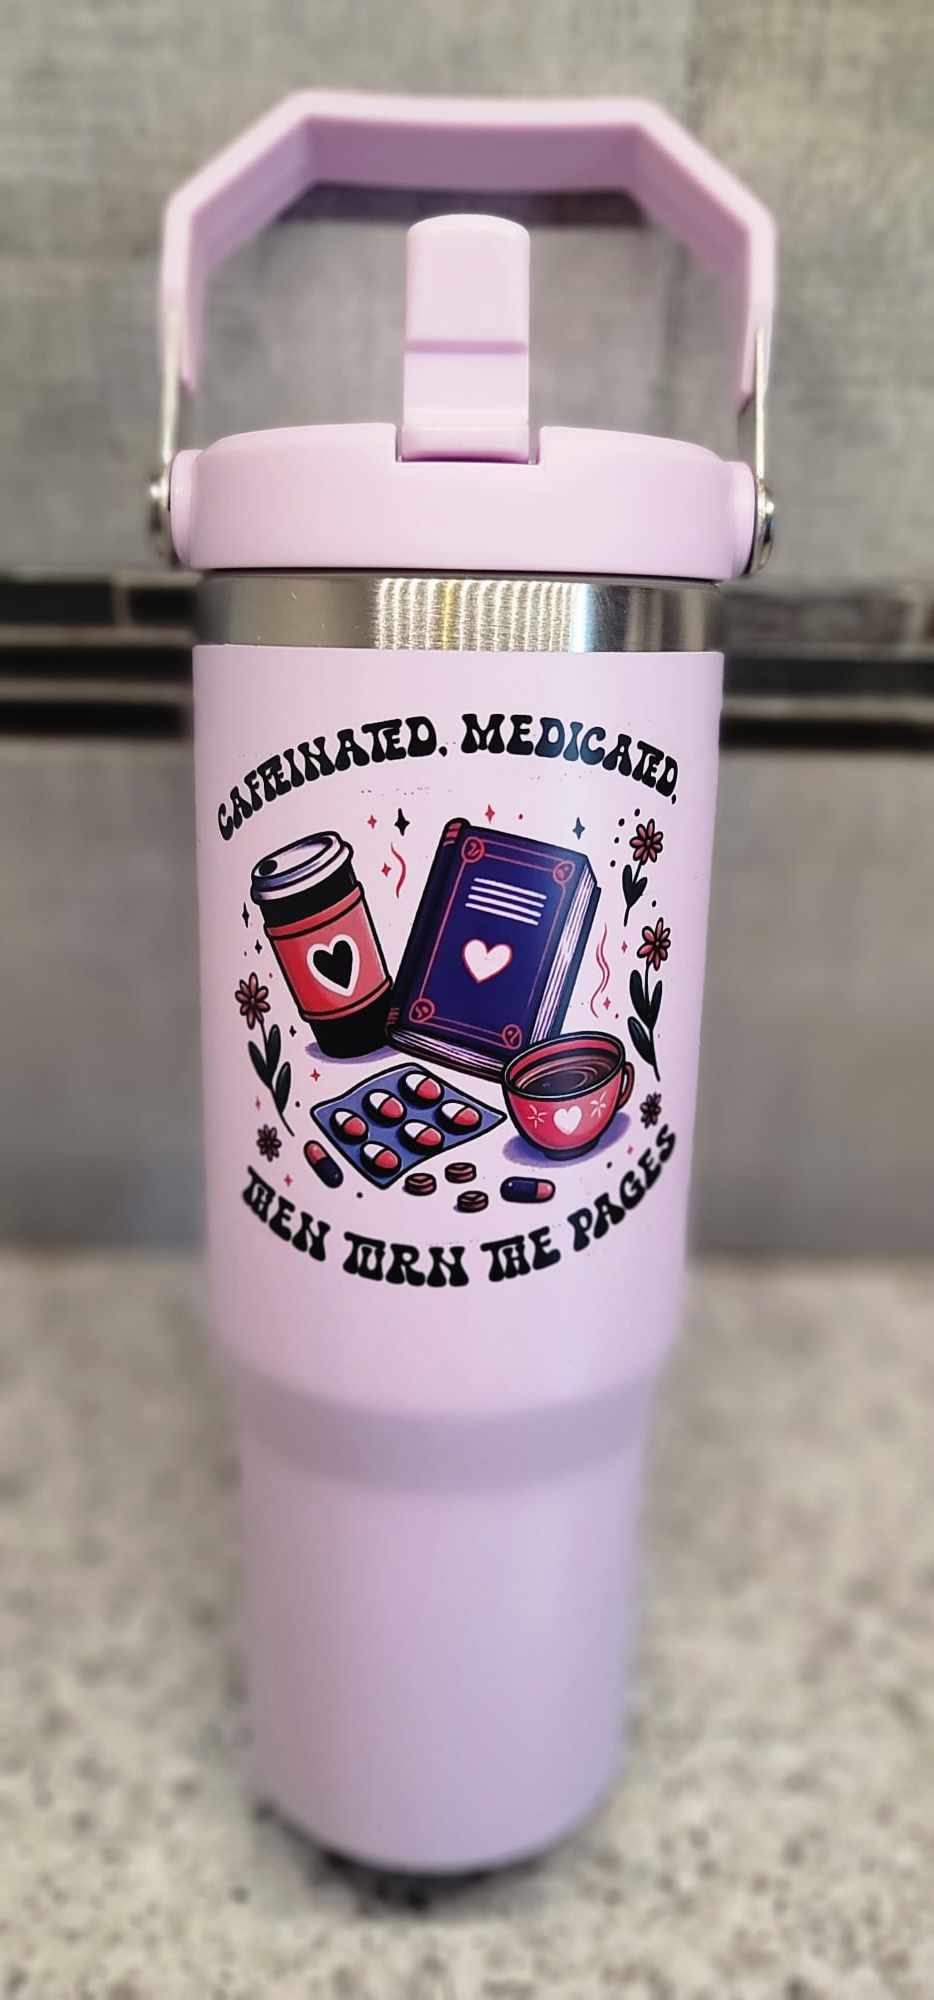 CAFFEINATED, MEDICATED,
THEN TURN THE PAGES